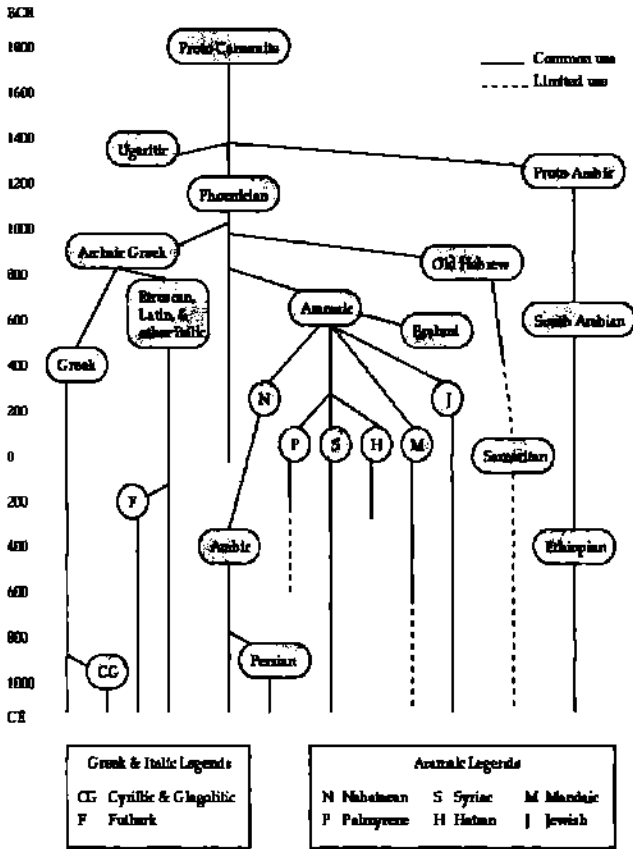 BCE
1800
1600
1400
1200
1000
800
600
400
200
0
200
400
600
800
1000
CE
Proto-Canaanite
Common use
Limited use
Ugaritic
Proto-Arabic
Phoenician
Archaic Greek
Old Hebrew
Etruscan,
Latin, &
other Italic
Aramaic
Brahmi
South Arabian
Greek
N
J
P
S
H
M
Samaritan
F
Arabic
Ethiopian
CG
Persian
Greek & Italic Legends
CG Cyrillic & Glagolitic
F Futhark
Aramaic Legends
N Nabataean S Syriac M Mandaic
P Palmyrene H Hatran J Jewish